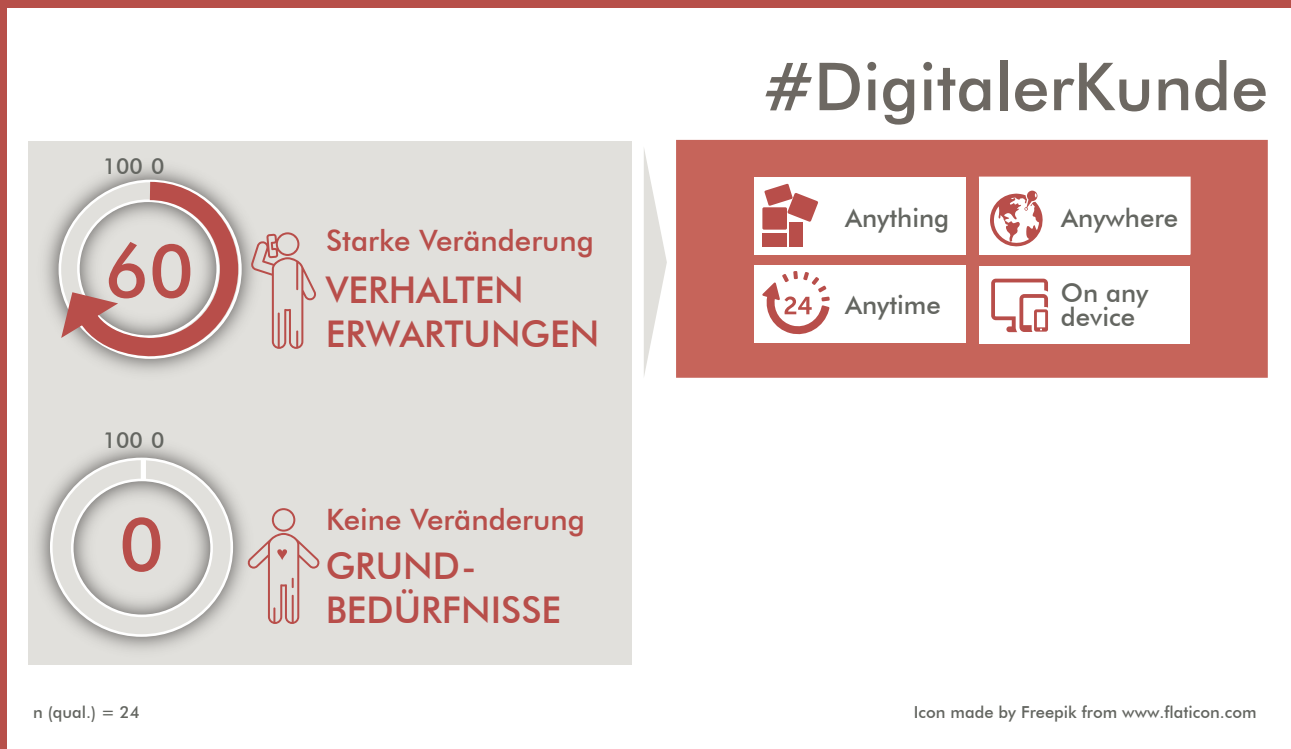 #DigitalerKunde
100 0
60
Starke Veränderung
VERHALTEN
ERWARTUNGEN
100 0
0
Keine Veränderung
GRUND-
BEDÜRFNISSE
Anything
Anywhere
24
Anytime
On any
device
n (qual.) = 24
Icon made by Freepik from www.flaticon.com